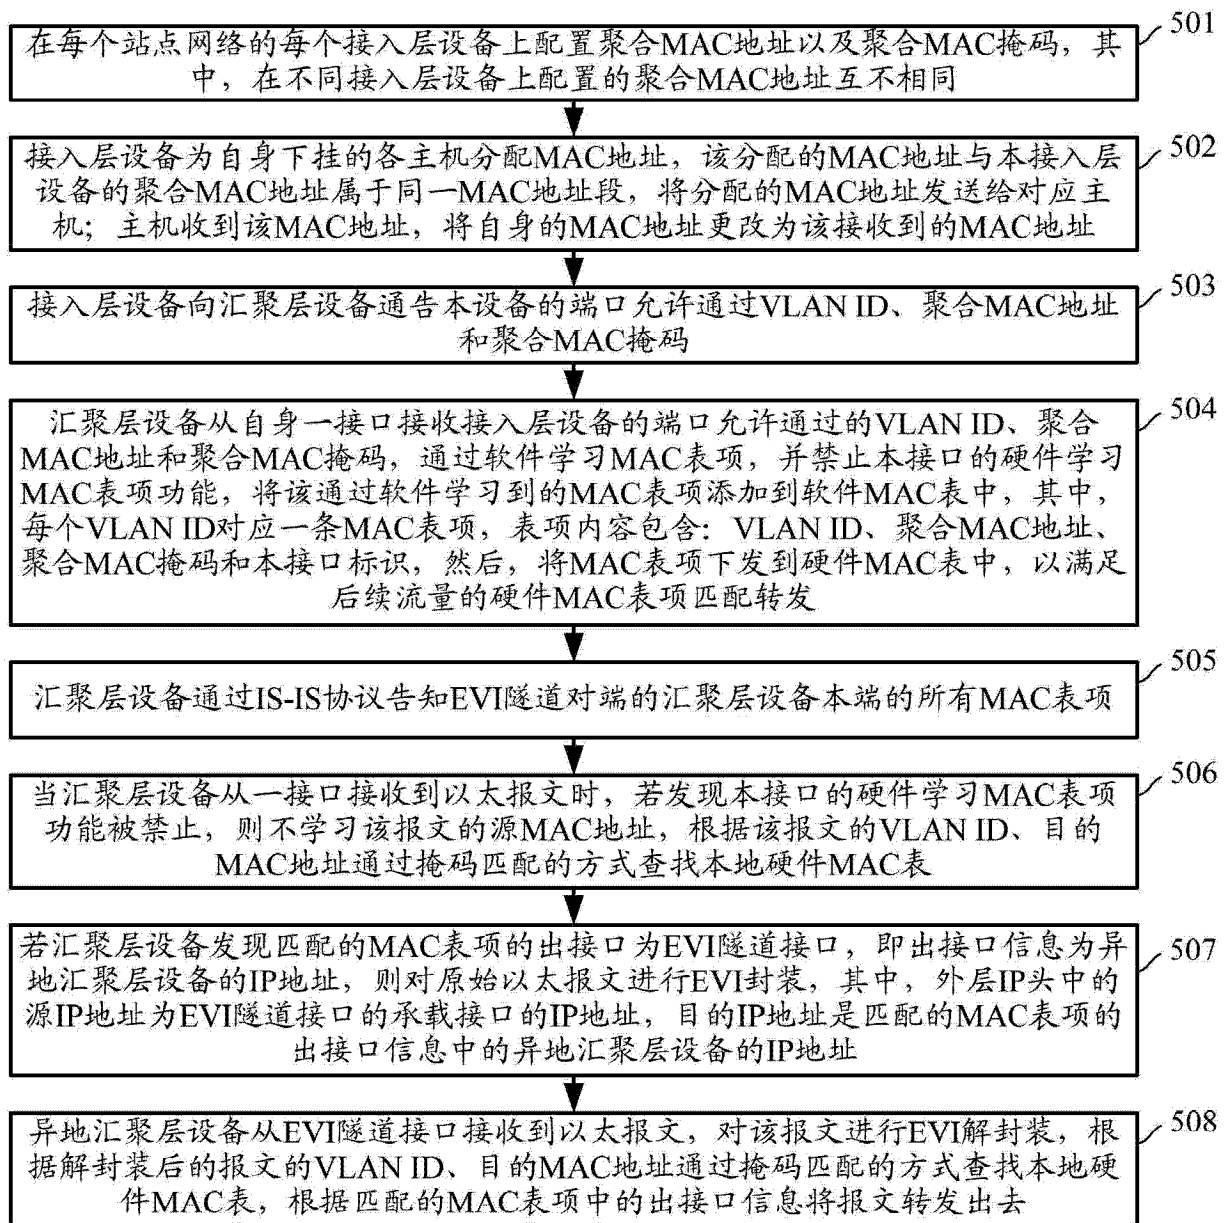 501
在每个站点网络的每个接入层设备上配置聚合MAC地址以及聚合MAC掩码，其
中，在不同接入层设备上配置的聚合MAC地址互不相同
502
接入层设备为自身下挂的各主机分配MAC地址，该分配的MAC地址与本接入层
设备的聚合MAC地址属于同一MAC地址段，将分配的MAC地址发送给对应主
机；主机收到该MAC地址，将自身的MAC地址更改为该接收到的MAC地址
503
接入层设备向汇聚层设备通告本设备的端口允许通过VLAN ID、聚合MAC地址
和聚合MAC掩码
504
汇聚层设备从自身一接口接收接入层设备的端口允许通过的VLAN ID、聚合
MAC地址和聚合MAC掩码，通过软件学习MAC表项，并禁止本接口的硬件学习
MAC表项功能，将该通过软件学习到的MAC表项添加到软件MAC表中，其中，
每个VLAN ID对应一条MAC表项，表项内容包含：VLAN ID、聚合MAC地址、
聚合MAC掩码和本接口标识，然后，将MAC表项下发到硬件MAC表中，以满足
后续流量的硬件MAC表项匹配转发
505
汇聚层设备通过IS-IS协议告知EVI隧道对端的汇聚层设备本端的所有MAC表项
506
当汇聚层设备从一接口接收到以太报文时，若发现本接口的硬件学习MAC表项
功能被禁止，则不学习该报文的源MAC地址，根据该报文的VLAN ID、目的
MAC地址通过掩码匹配的方式查找本地硬件MAC表
507
若汇聚层设备发现匹配的MAC表项的出接口为EVI隧道接口，即出接口信息为异
地汇聚层设备的IP地址，则对原始以太报文进行EVI封装，其中，外层IP头中的
源IP地址为EVI隧道接口的承载接口的IP地址，目的IP地址是匹配的MAC表项的
出接口信息中的异地汇聚层设备的IP地址
508
异地汇聚层设备从EVI隧道接口接收到以太报文，对该报文进行EVI解封装，根
据解封装后的报文的VLAN ID、目的MAC地址通过掩码匹配的方式查找本地硬
件MAC表，根据匹配的MAC表项中的出接口信息将报文转发出去